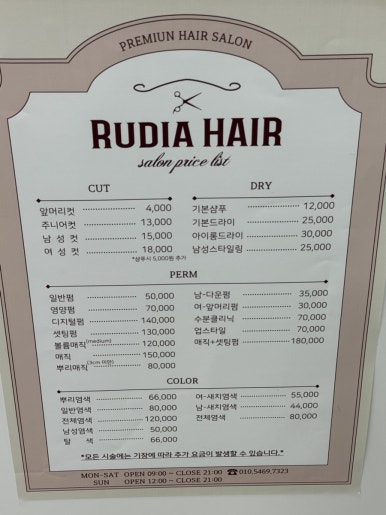 PREMIUN HAIR SALON
RUDIA HAIR
salon price list
CUT
앞머리컷 4,000
주니어컷 13,000
남 성 컷 15,000
여 성 컷 18,000
*샴푸시 5,000원 추가
DRY
기본샴푸 12,000
기본드라이 25,000
아이롱드라이 30,000
남성스타일링 25,000
PERM
일반펌 50,000
영양펌 70,000
디지털펌 140,000
셋팅펌 130,000
볼륨매직(medium) 120,000
매직 150,000
뿌리매직(3cm 이하) 80,000
남-다운펌 35,000
여-앞머리펌 30,000
수분클리닉 70,000
업스타일 70,000
매직+셋팅펌 180,000
COLOR
뿌리염색 66,000
일반염색 80,000
전체염색 120,000
남성염색 50,000
탈 색 66,000
여-새치염색 55,000
남-새치염색 44,000
전체염색 80,000
*모든 시술에는 기장에 따라 추가 요금이 발생할 수 있습니다.*
MON~SAT OPEN 09:00 ~ CLOSE 21:00 ☎010.5469.7323
SUN OPEN 12:00 ~ CLOSE 21:00